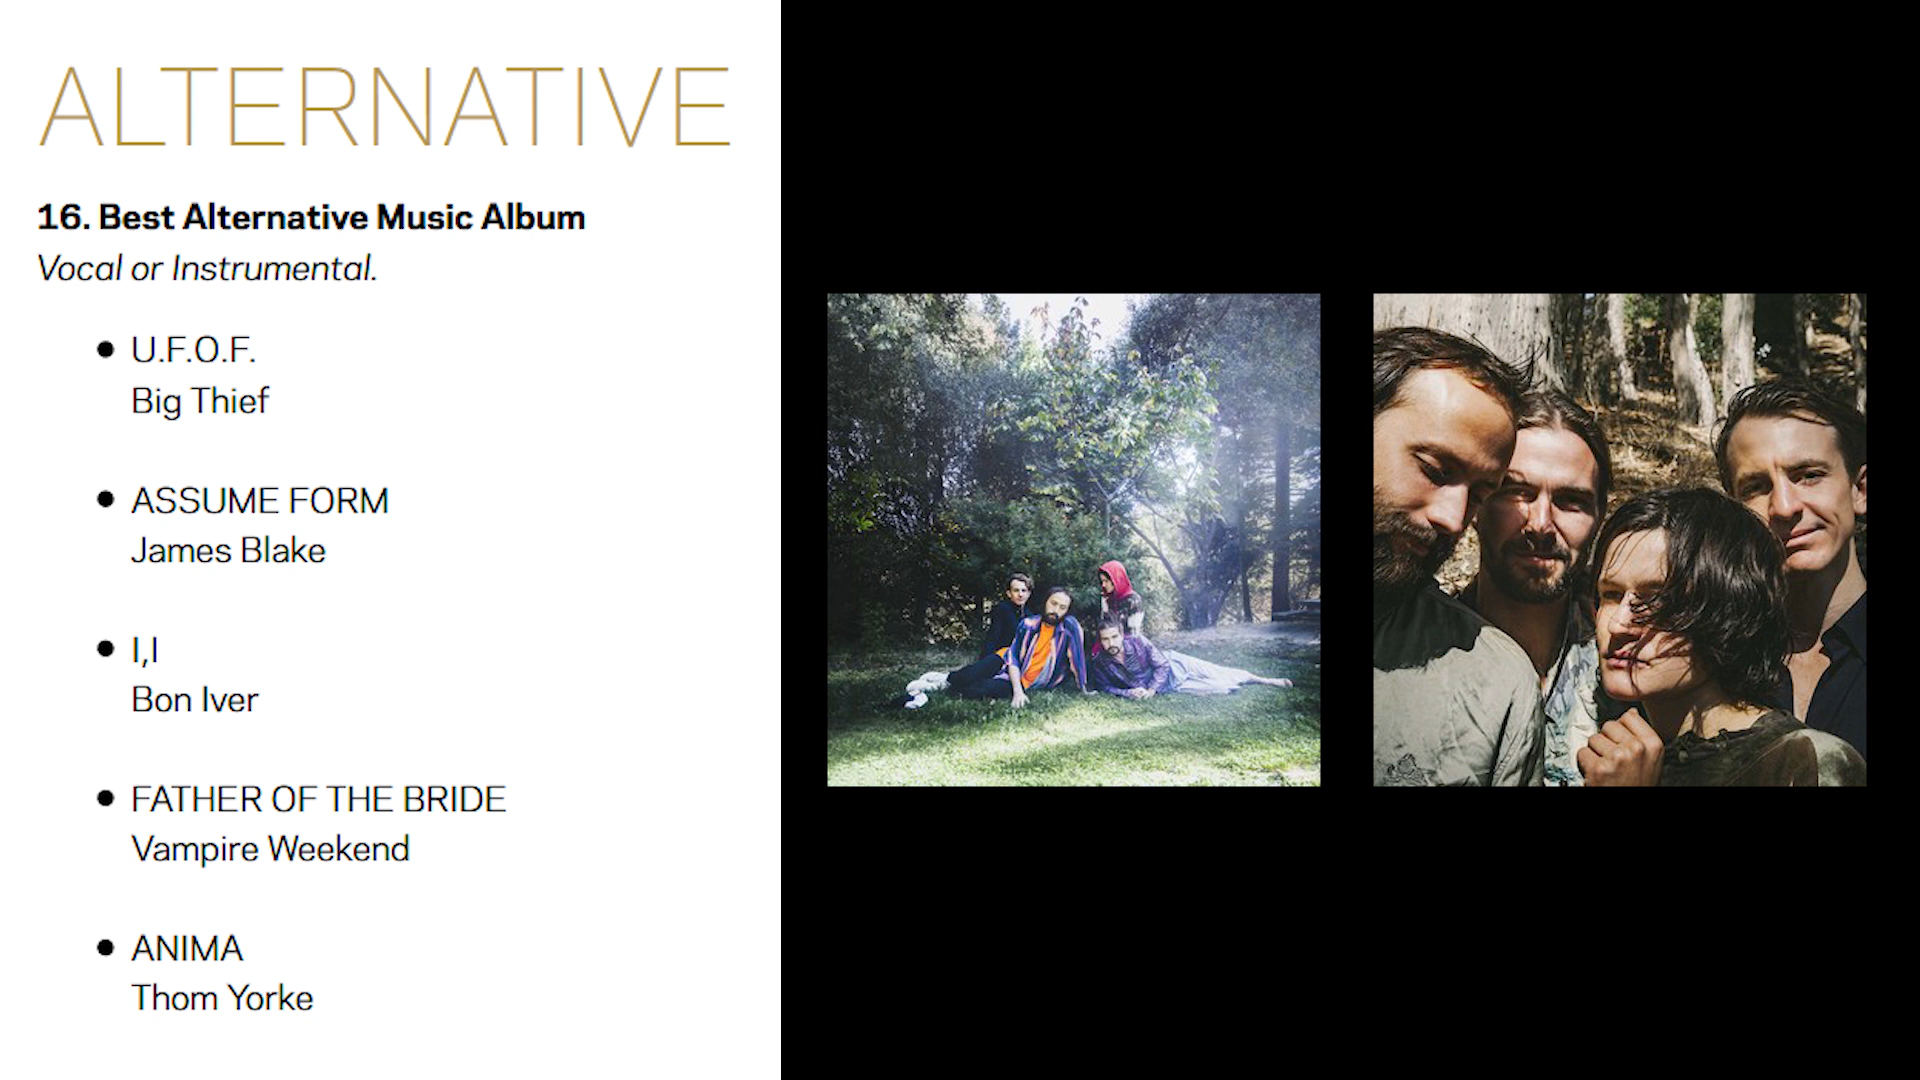 ALTERNATIVE
16. Best Alternative Music Album
Vocal or Instrumental.
● U.F.O.F.
Big Thief
● ASSUME FORM
James Blake
● I,I
Bon Iver
● FATHER OF THE BRIDE
Vampire Weekend
● ANIMA
Thom Yorke